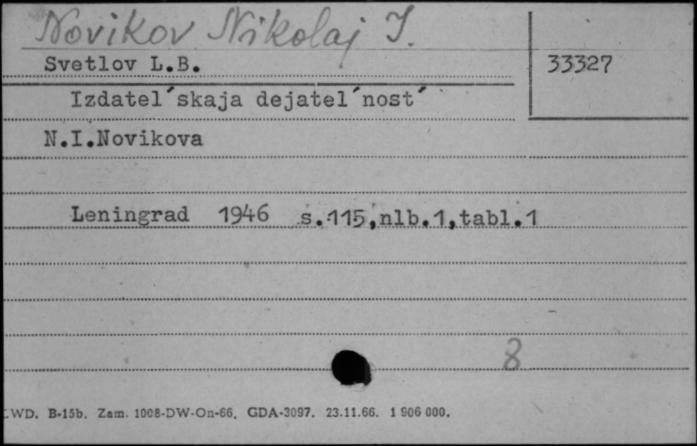 Novikov Nikolaj I.
Svetlov L.B.
33327
Izdatel´skaja dejatel´nost´
N.I.Novikova
Leningrad 1946 s.115,nlb.1,tabl.1
8
LWD. B-15b. Zam. 1008-DW-On-66. GDA-3097. 23.11.66. 1 906 000.